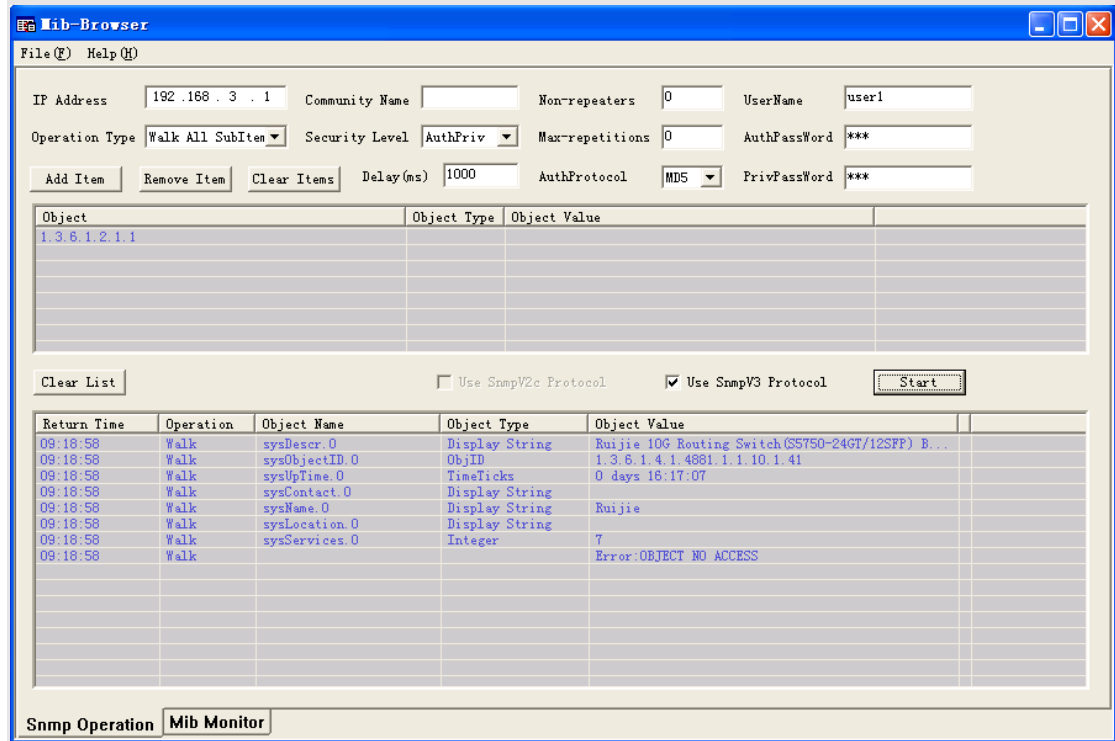 Mib-Browser
File(F) Help(H)
IP Address 192 .168 . 3 . 1 Community Name Non-repeaters 0 UserName user1
Operation Type Walk All SubItem Security Level AuthPriv Max-repetitions 0 AuthPassWord ***
Add Item Remove Item Clear Items Delay(ms) 1000 AuthProtocol MD5 PrivPassWord ***
Object Object Type Object Value
1.3.6.1.2.1.1
Clear List Use SnmpV2c Protocol Use SnmpV3 Protocol Start
Return Time Operation Object Name Object Type Object Value
09:18:58 Walk sysDescr.0 Display String Ruijie 10G Routing Switch(S5750-24GT/12SFP) B...
09:18:58 Walk sysObjectID.0 ObjID 1.3.6.1.4.1.4881.1.1.10.1.41
09:18:58 Walk sysUpTime.0 TimeTicks 0 days 16:17:07
09:18:58 Walk sysContact.0 Display String
09:18:58 Walk sysName.0 Display String Ruijie
09:18:58 Walk sysLocation.0 Display String
09:18:58 Walk sysServices.0 Integer 7
09:18:58 Walk Error:OBJECT NO ACCESS
Snmp Operation Mib Monitor